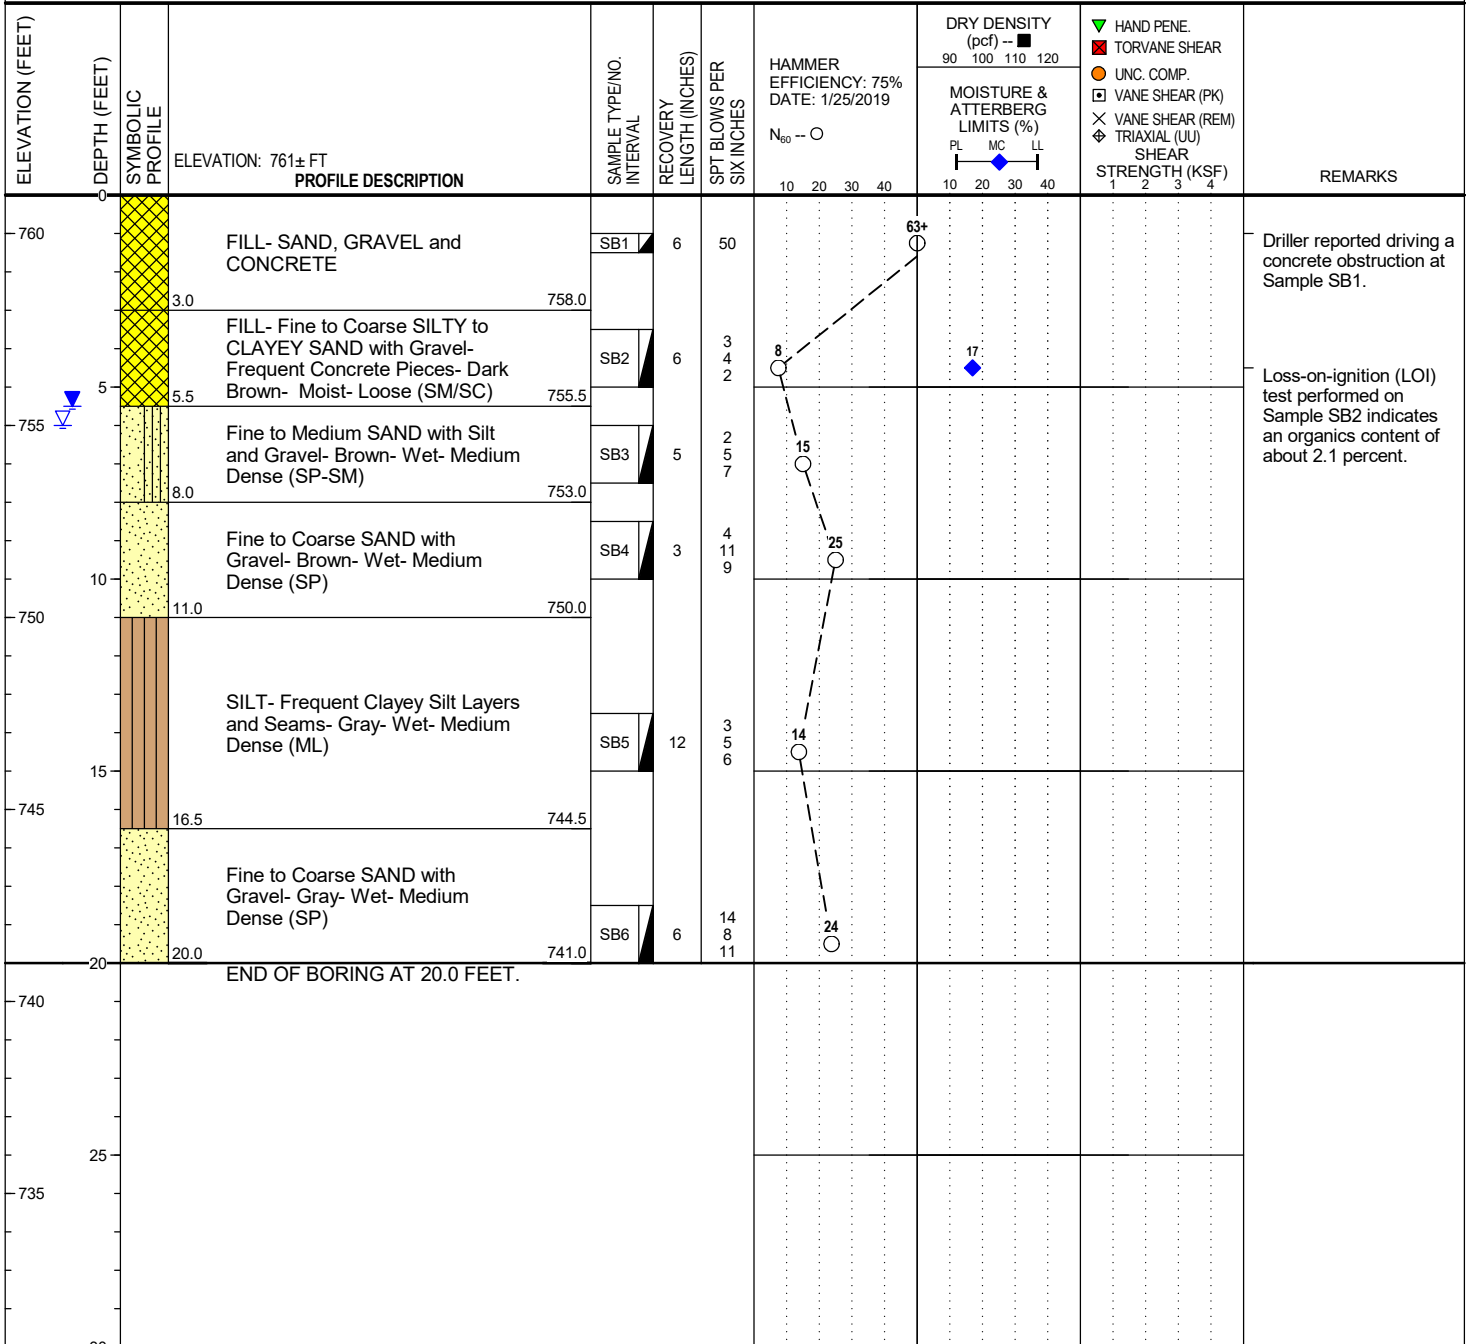 ELEVATION (FEET)
DEPTH (FEET)
SYMBOLIC
PROFILE
ELEVATION: 761± FT
PROFILE DESCRIPTION
SAMPLE TYPE/NO.
INTERVAL
RECOVERY
LENGTH (INCHES)
SPT BLOWS PER
SIX INCHES
HAMMER
EFFICIENCY: 75%
DATE: 1/25/2019
N60 --
10 20 30 40
DRY DENSITY
(pcf) --
90 100 110 120
MOISTURE &
ATTERBERG
LIMITS (%)
PL MC LL
10 20 30 40
HAND PENE.
TORVANE SHEAR
UNC. COMP.
VANE SHEAR (PK)
VANE SHEAR (REM)
TRIAXIAL (UU)
SHEAR
STRENGTH (KSF)
1 2 3 4
REMARKS
0
760
FILL- SAND, GRAVEL and
CONCRETE
3.0 758.0
SB1 6 50
63+
Driller reported driving a
concrete obstruction at
Sample SB1.
FILL- Fine to Coarse SILTY to
CLAYEY SAND with Gravel-
Frequent Concrete Pieces- Dark
Brown- Moist- Loose (SM/SC)
5.5 755.5
SB2 6
3
4
2
8
17
Loss-on-ignition (LOI)
test performed on
Sample SB2 indicates
an organics content of
about 2.1 percent.
5
755
Fine to Medium SAND with Silt
and Gravel- Brown- Wet- Medium
Dense (SP-SM)
8.0 753.0
SB3 5
2
5
7
15
Fine to Coarse SAND with
Gravel- Brown- Wet- Medium
Dense (SP)
11.0 750.0
SB4 3
4
11
9
25
10
750
SILT- Frequent Clayey Silt Layers
and Seams- Gray- Wet- Medium
Dense (ML)
16.5 744.5
SB5 12
3
5
6
14
15
745
Fine to Coarse SAND with
Gravel- Gray- Wet- Medium
Dense (SP)
20.0 741.0
SB6 6
14
8
11
24
20
END OF BORING AT 20.0 FEET.
740
25
735